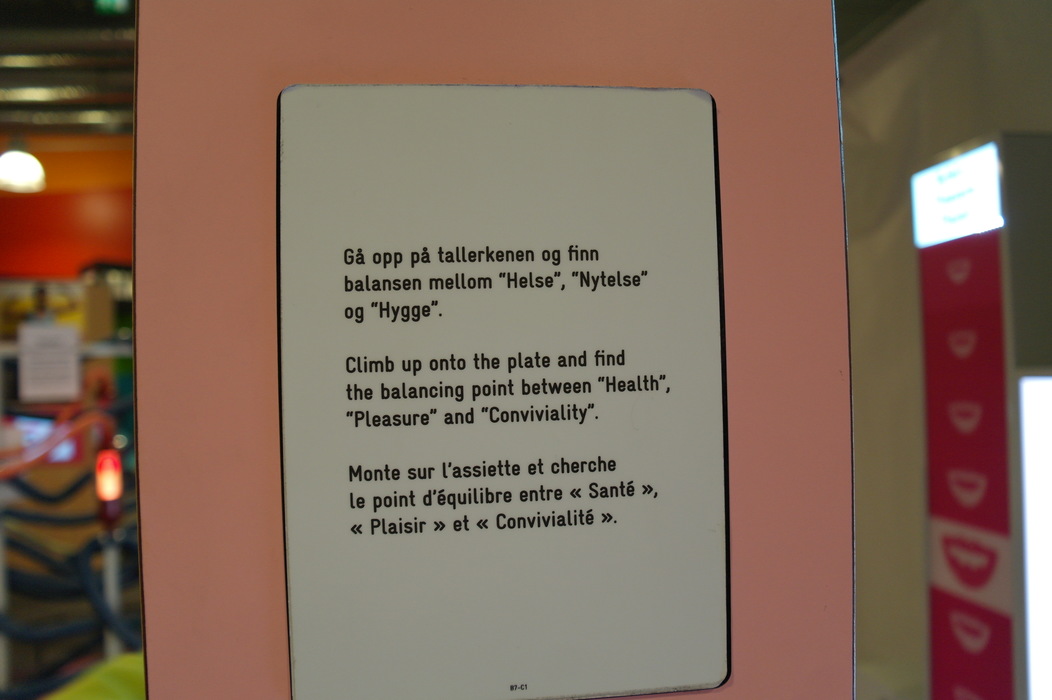 Gå opp på tallerkenen og finn
balansen mellom “Helse”, “Nytelse”
og “Hygge”.
Climb up onto the plate and find
the balancing point between “Health”,
“Pleasure” and “Conviviality”.
Monte sur l’assiette et cherche
le point d’équilibre entre « Santé »,
« Plaisir » et « Convivialité ».
B7-C1